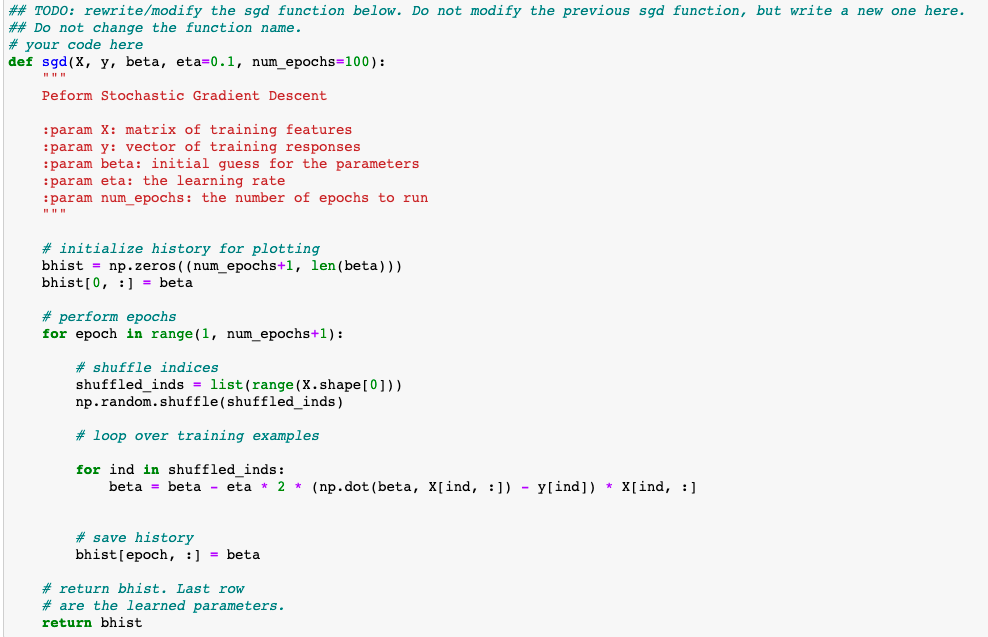 ## TODO: rewrite/modify the sgd function below. Do not modify the previous sgd function, but write a new one here.
## Do not change the function name.
# your code here
def sgd(X, y, beta, eta=0.1, num_epochs=100):
    """
    Peform Stochastic Gradient Descent

    :param X: matrix of training features
    :param y: vector of training responses
    :param beta: initial guess for the parameters
    :param eta: the learning rate
    :param num_epochs: the number of epochs to run
    """

    # initialize history for plotting
    bhist = np.zeros((num_epochs+1, len(beta)))
    bhist[0, :] = beta

    # perform epochs
    for epoch in range(1, num_epochs+1):

        # shuffle indices
        shuffled_inds = list(range(X.shape[0]))
        np.random.shuffle(shuffled_inds)

        # loop over training examples

        for ind in shuffled_inds:
            beta = beta - eta * 2 * (np.dot(beta, X[ind, :]) - y[ind]) * X[ind, :]


        # save history
        bhist[epoch, :] = beta

    # return bhist. Last row
    # are the learned parameters.
    return bhist